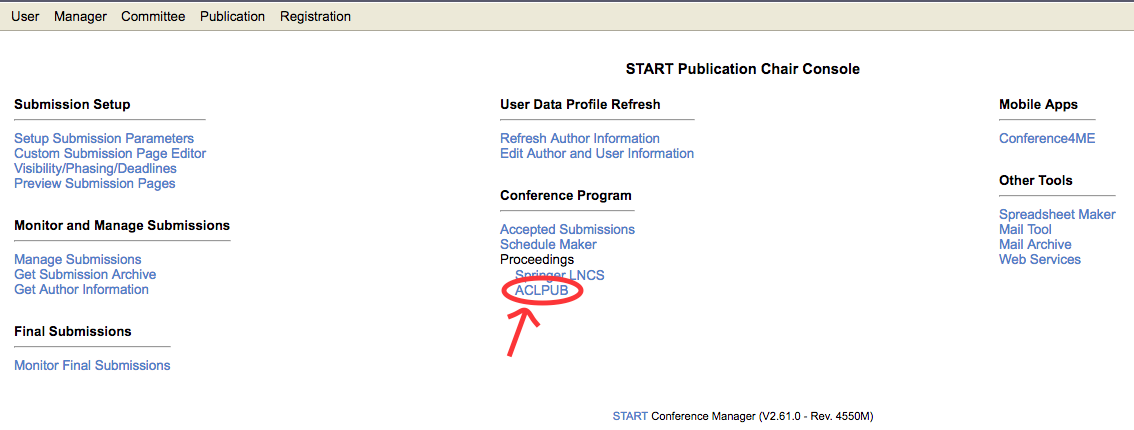 User Manager Committee Publication Registration
START Publication Chair Console
Submission Setup
Setup Submission Parameters
Custom Submission Page Editor
Visibility/Phasing/Deadlines
Preview Submission Pages
Monitor and Manage Submissions
Manage Submissions
Get Submission Archive
Get Author Information
Final Submissions
Monitor Final Submissions
User Data Profile Refresh
Refresh Author Information
Edit Author and User Information
Conference Program
Accepted Submissions
Schedule Maker
Proceedings
Springer LNCS
ACLPUB
Mobile Apps
Conference4ME
Other Tools
Spreadsheet Maker
Mail Tool
Mail Archive
Web Services
START Conference Manager (V2.61.0 - Rev. 4550M)